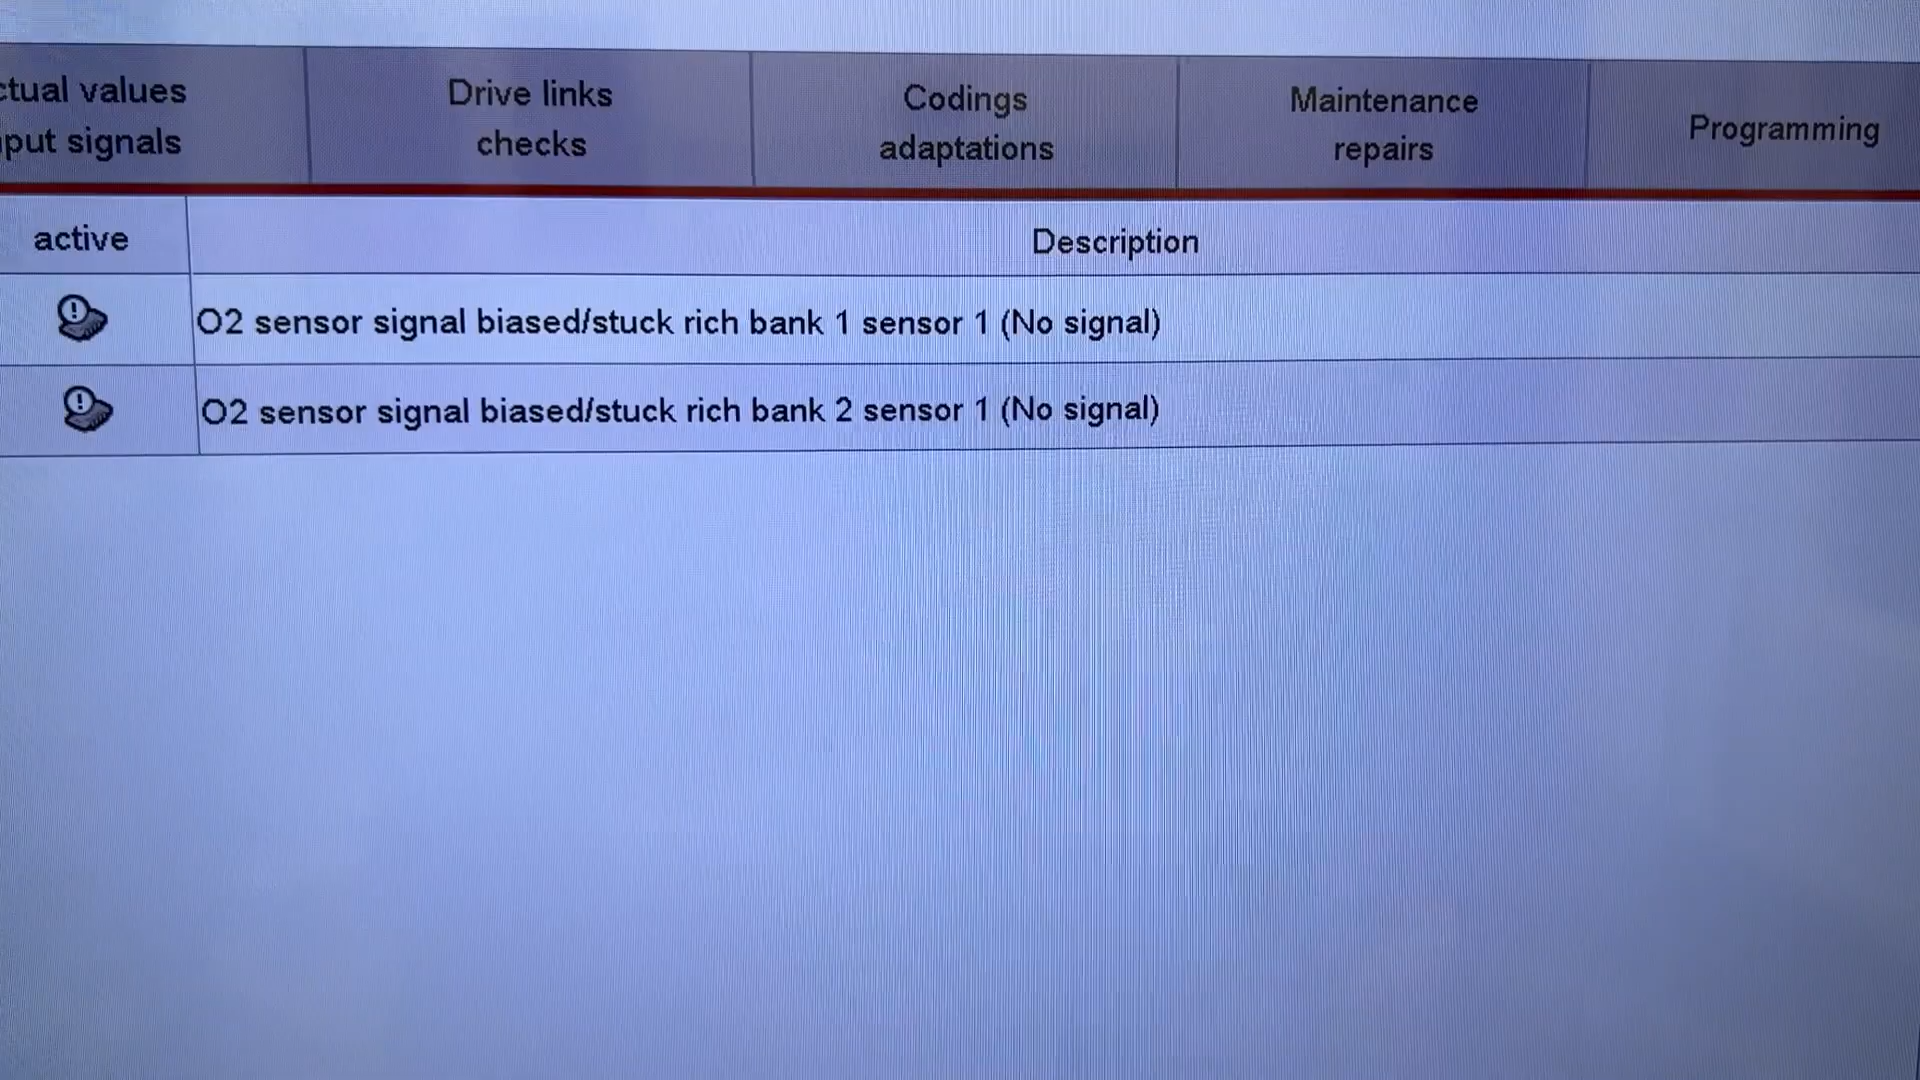 ctual values
put signals
Drive links
checks
Codings
adaptations
Maintenance
repairs
Programming
active
Description
O2 sensor signal biased/stuck rich bank 1 sensor 1 (No signal)
O2 sensor signal biased/stuck rich bank 2 sensor 1 (No signal)